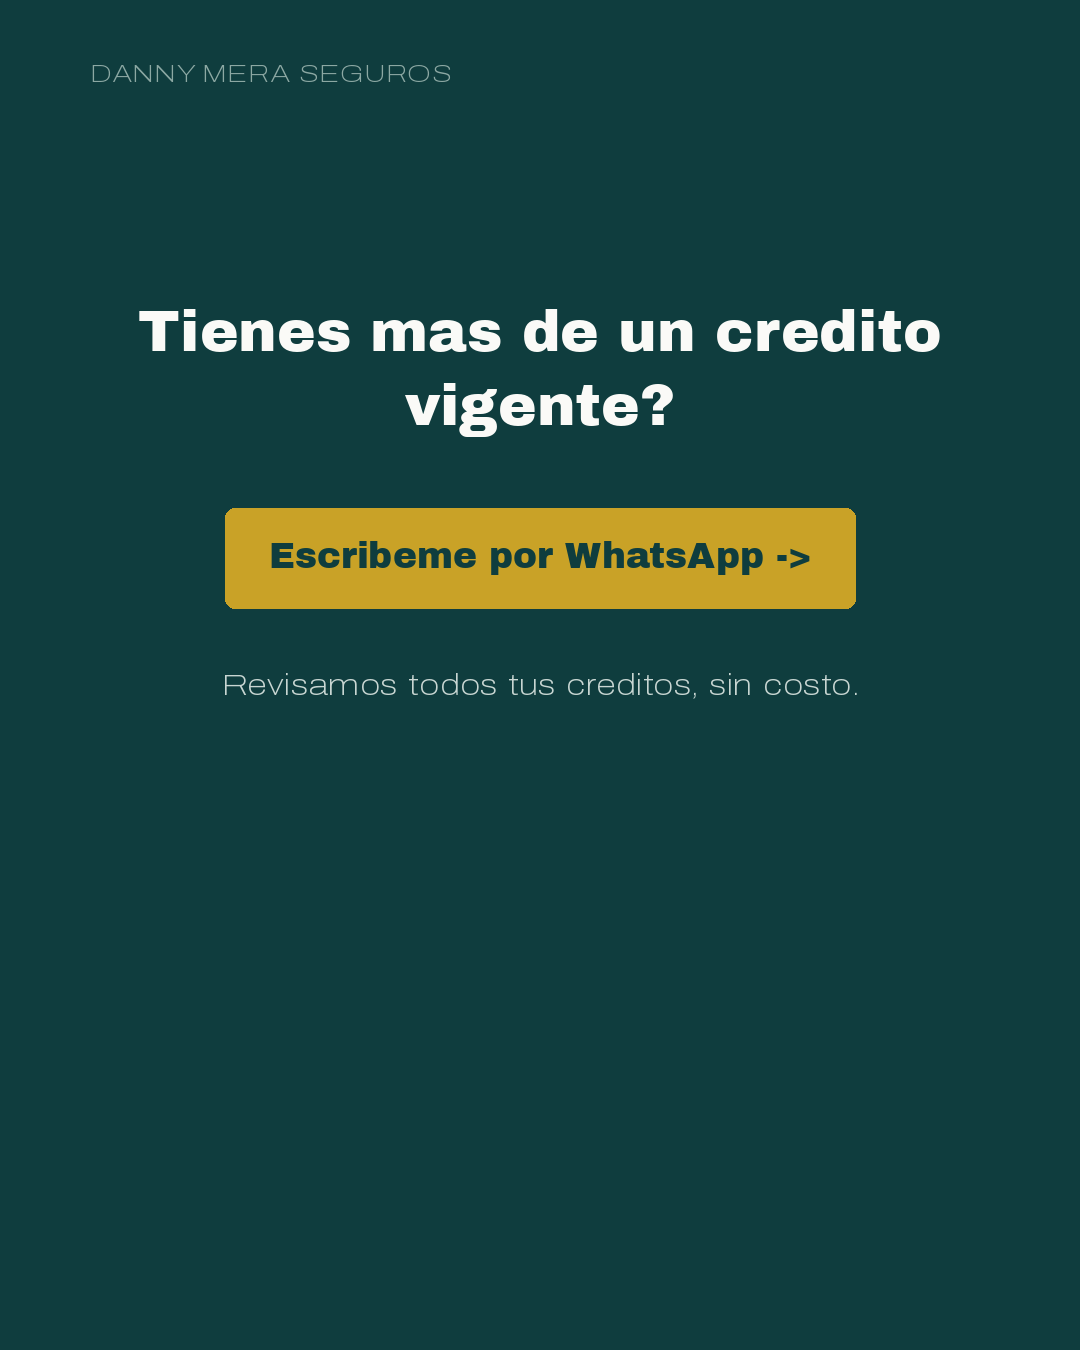 DANNY MERA SEGUROS
Tienes mas de un credito
vigente?
Escribeme por WhatsApp ->
Revisamos todos tus creditos, sin costo.